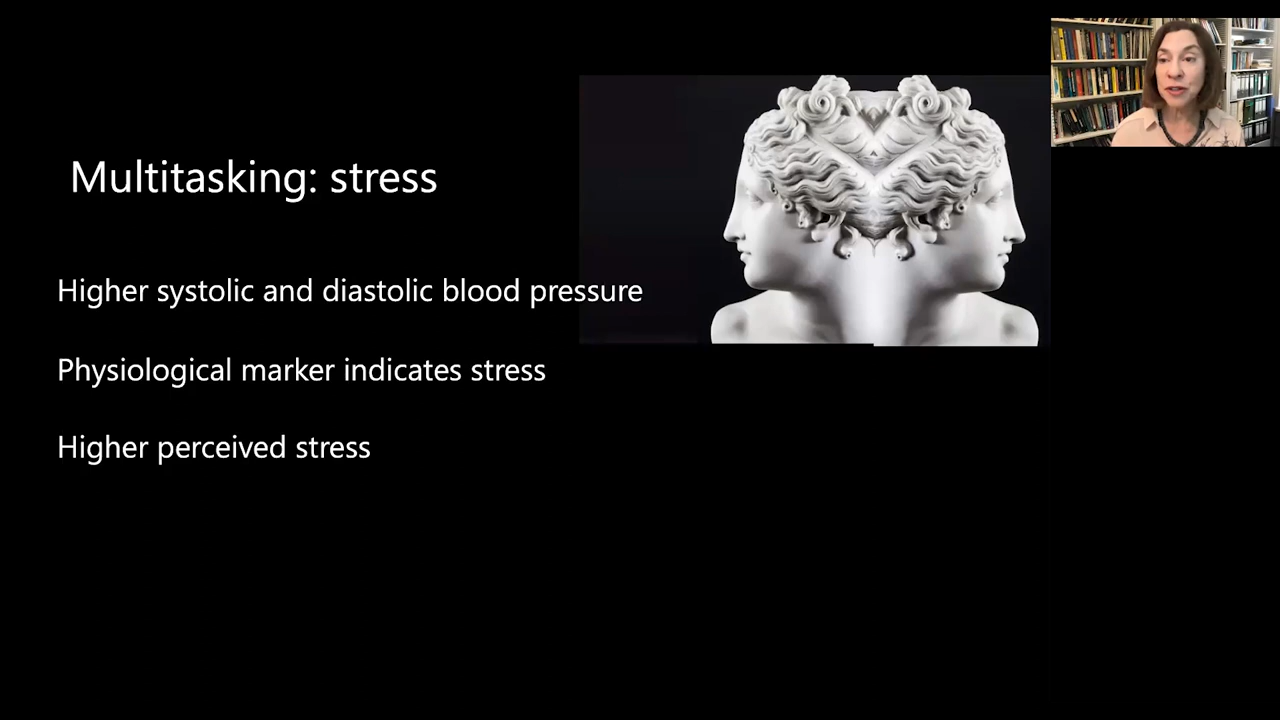 Multitasking: stress
Higher systolic and diastolic blood pressure
Physiological marker indicates stress
Higher perceived stress